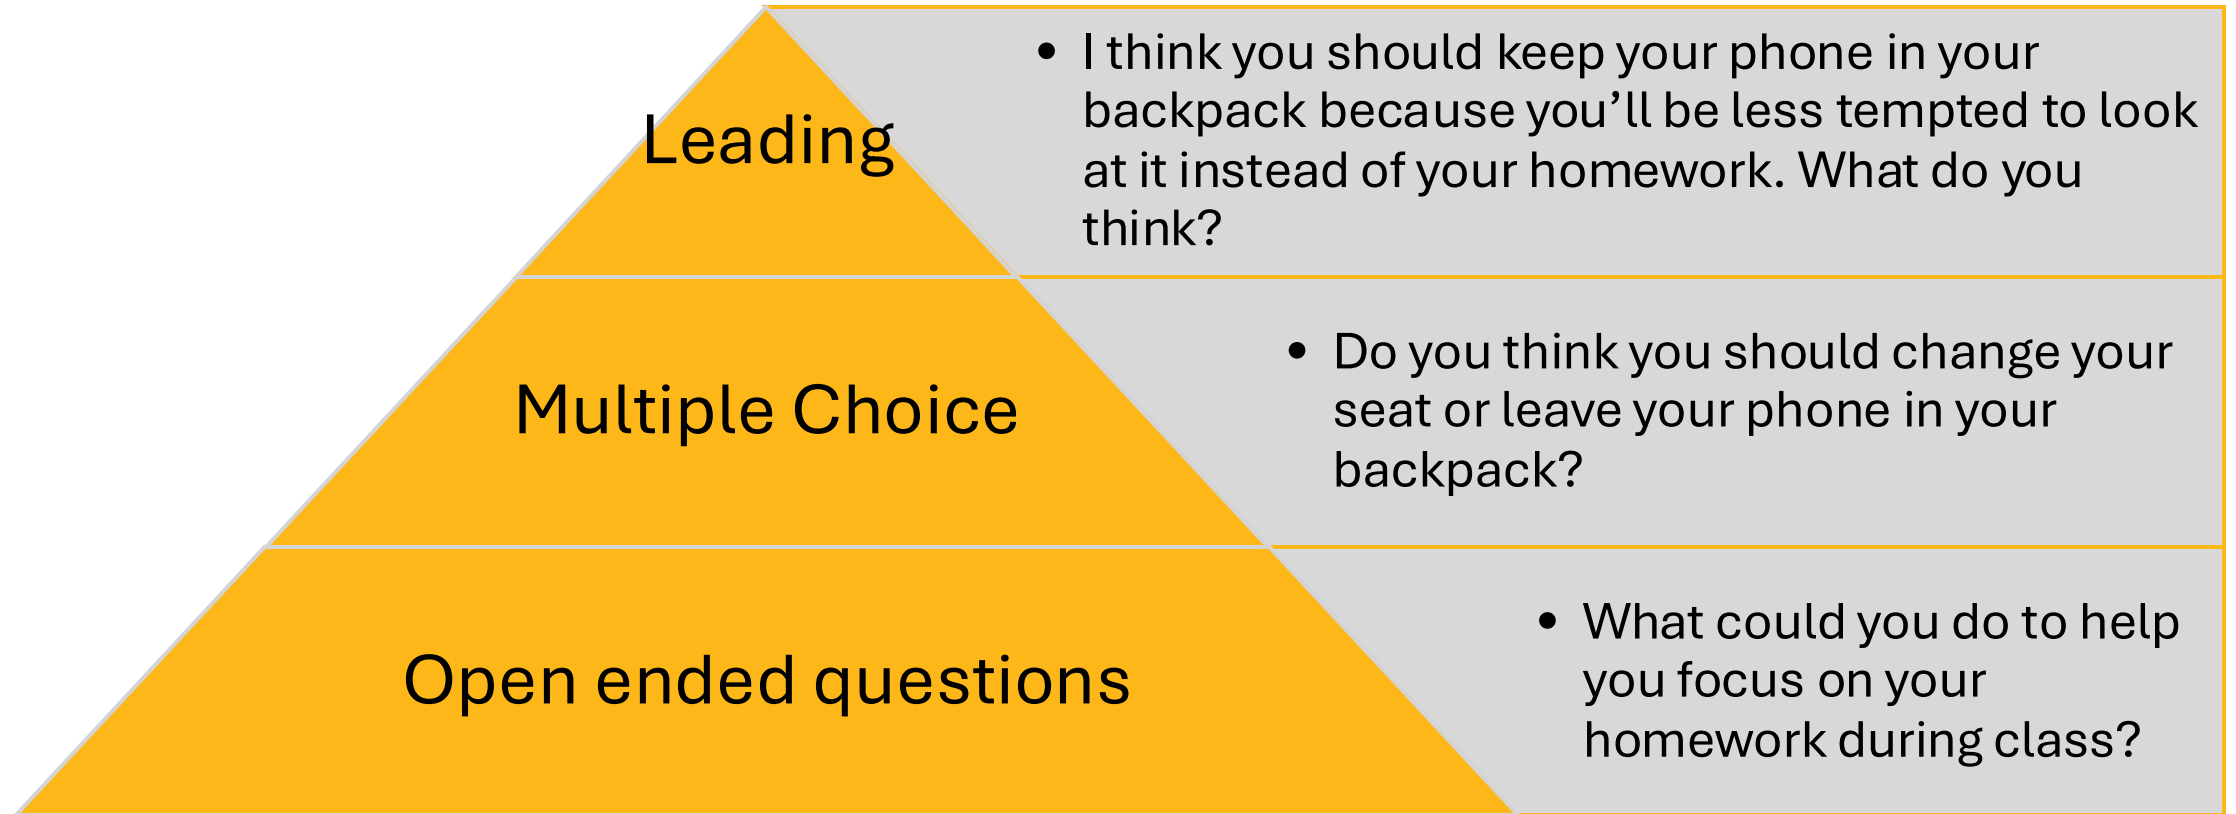 Leading
• I think you should keep your phone in your
backpack because you’ll be less tempted to look
at it instead of your homework. What do you
think?
Multiple Choice
• Do you think you should change your
seat or leave your phone in your
backpack?
Open ended questions
• What could you do to help
you focus on your
homework during class?